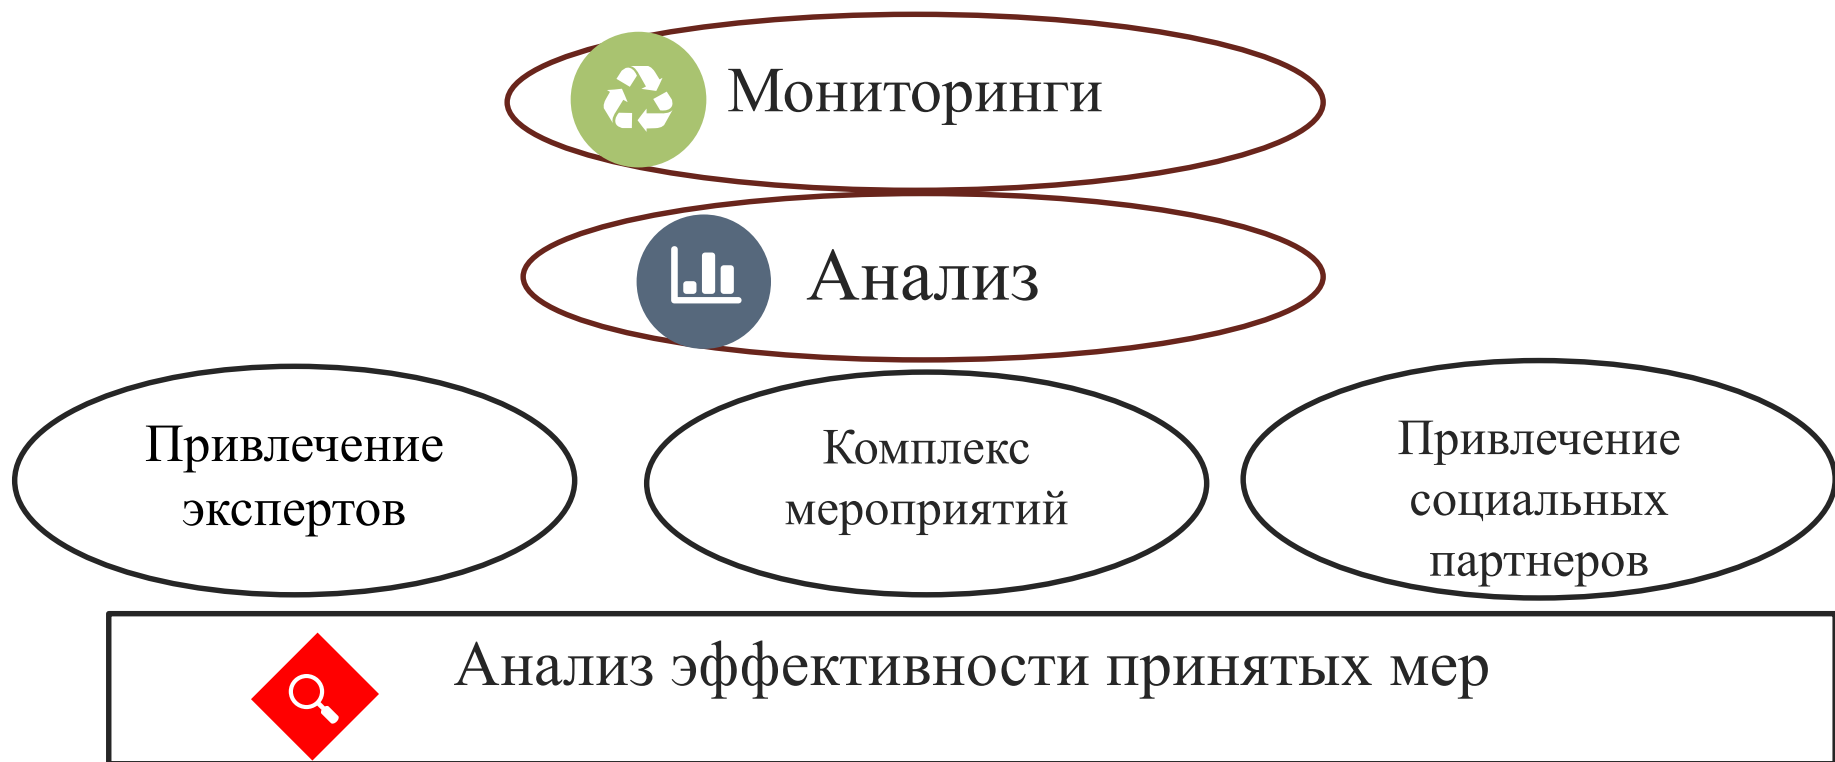 Мониторинги
Анализ
Привлечение
экспертов
Комплекс
мероприятий
Привлечение
социальных
партнеров
Анализ эффективности принятых мер